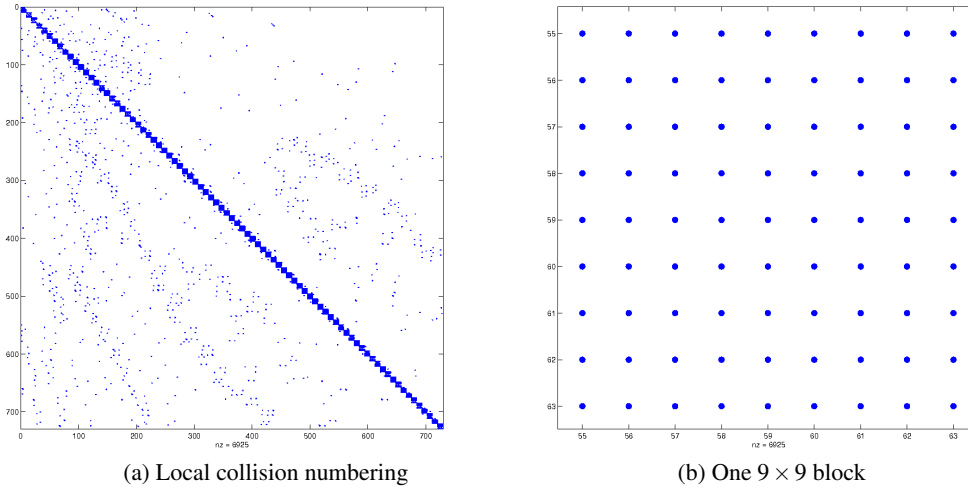 0
100
200
300
400
500
600
700
0 100 200 300 400 500 600 700
nz = 6925
(a) Local collision numbering
55
56
57
58
59
60
61
62
63
55 56 57 58 59 60 61 62 63
nz = 6925
(b) One 9 × 9 block